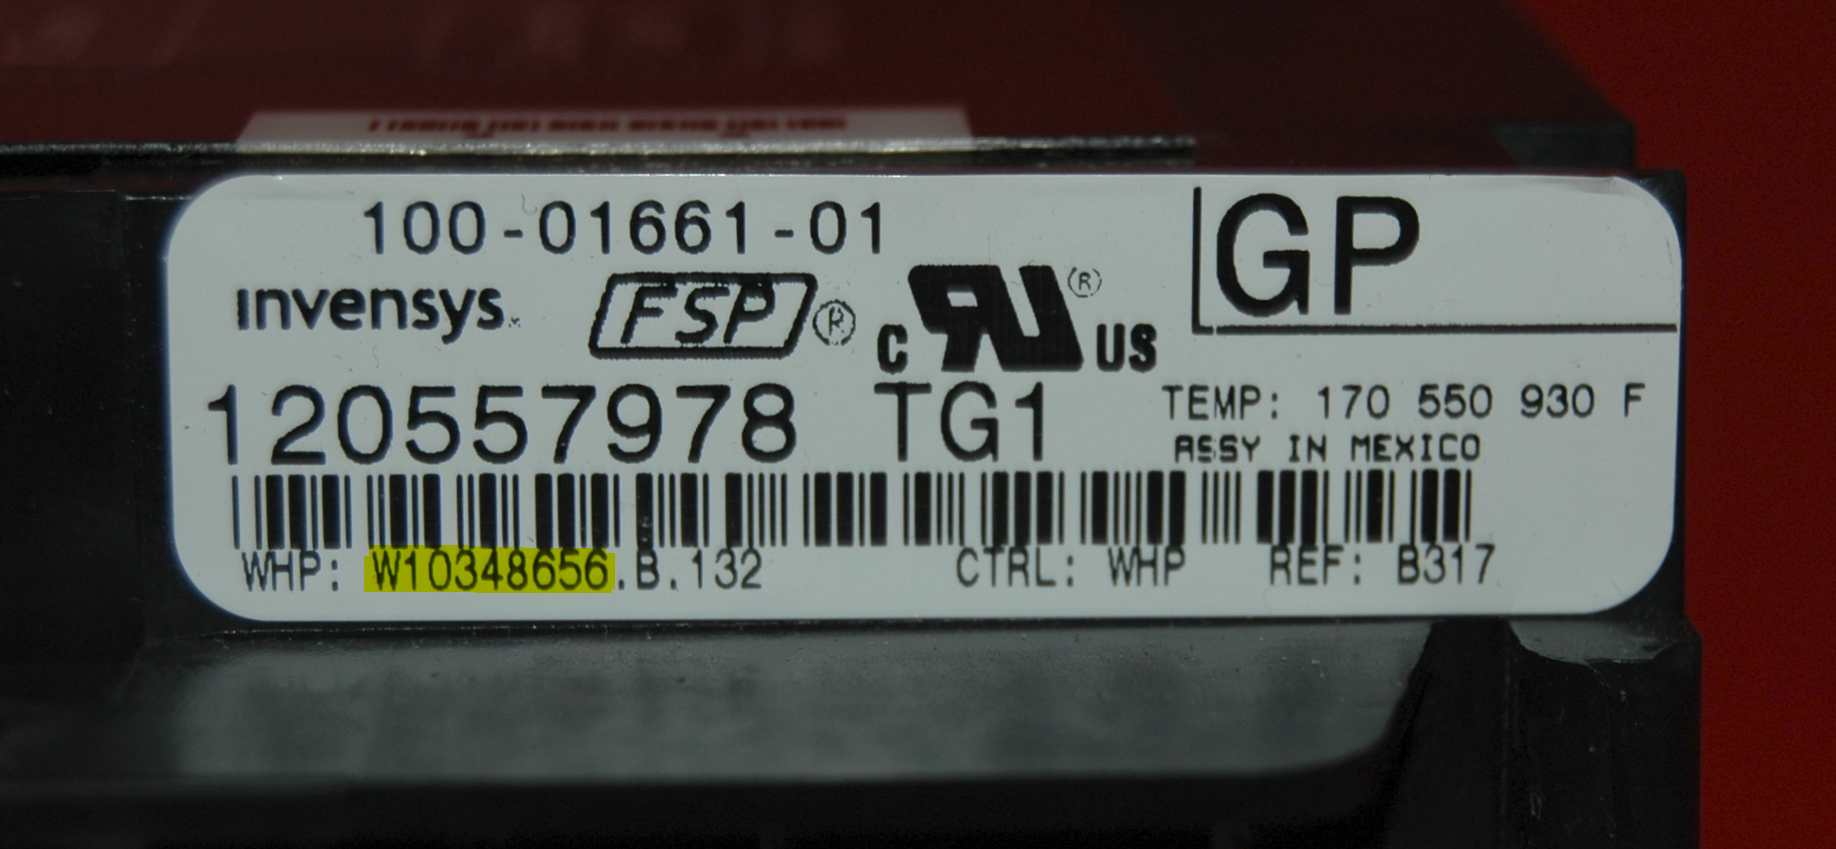 100-01661-01
GP
invensys. FSP® c RU® US
120557978 TG1
TEMP: 170 550 930 F
ASSY IN MEXICO
WHP: W10348656.B.132 CTRL: WHP REF: B317